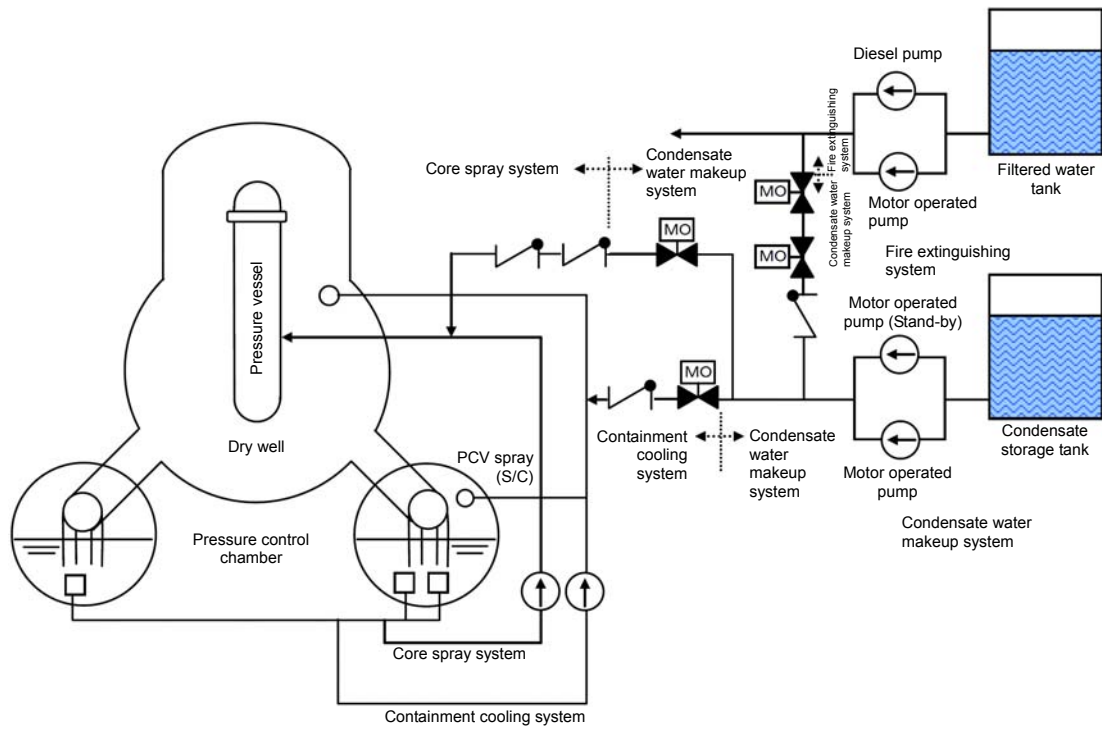 Diesel pump
Filtered water
tank
Motor operated
pump
Fire extinguishing
system
Fire extinguishing
system
Condensate water
makeup system
MO
MO
Core spray system
Condensate
water makeup
system
MO
MO
Pressure vessel
Dry well
Motor operated
pump (Stand-by)
Condensate
storage tank
Motor operated
pump
Condensate water
makeup system
Containment
cooling
system
Condensate
water
makeup
system
PCV spray
(S/C)
Pressure control
chamber
Core spray system
Containment cooling system